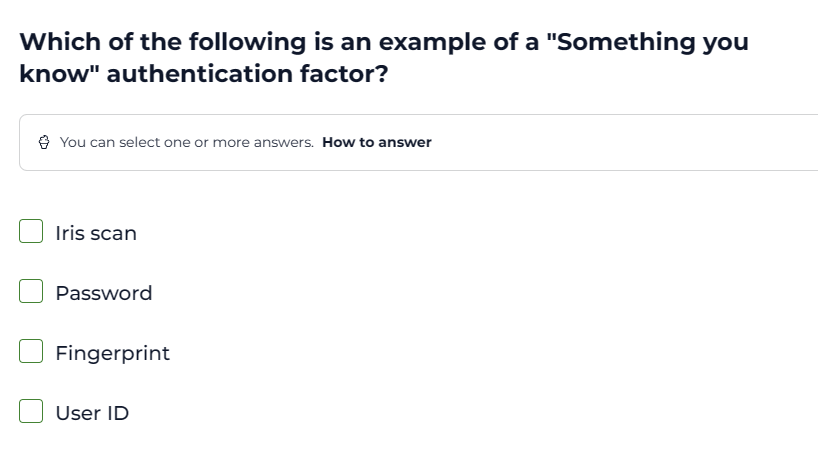 Which of the following is an example of a "Something you
know" authentication factor?
You can select one or more answers. How to answer
Iris scan
Password
Fingerprint
User ID